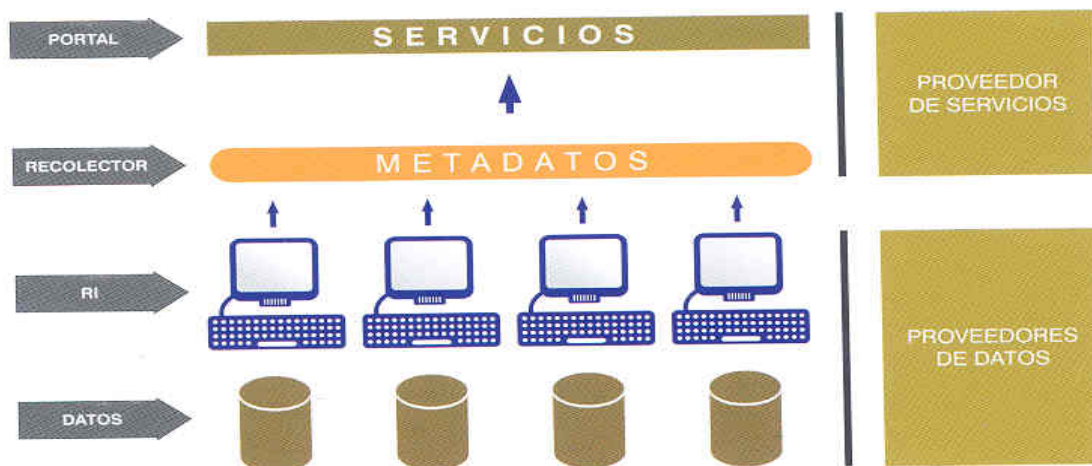 PORTAL
SERVICIOS
PROVEEDOR
DE SERVICIOS
RECOLECTOR
METADATOS
RI
PROVEEDORES
DE DATOS
DATOS